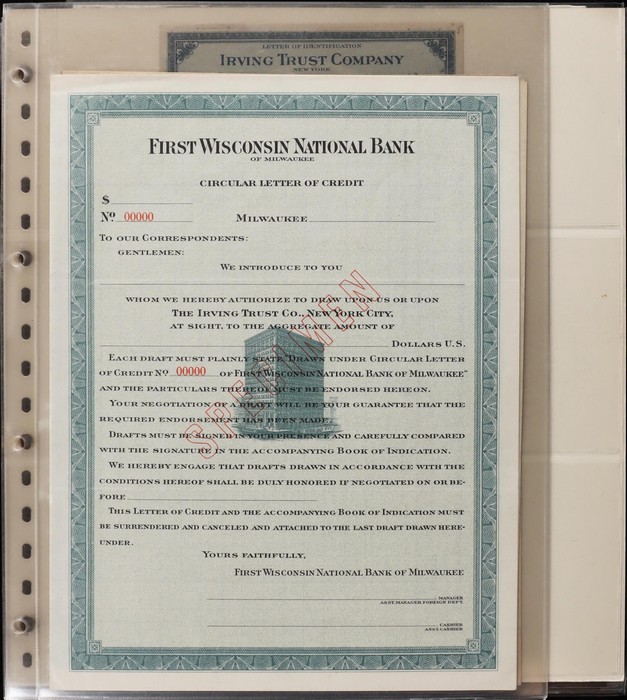 LETTER OF IDENTIFICATION
IRVING TRUST COMPANY
NEW YORK
FIRST WISCONSIN NATIONAL BANK
OF MILWAUKEE
CIRCULAR LETTER OF CREDIT
$
No 00000 MILWAUKEE
TO OUR CORRESPONDENTS:
GENTLEMEN:
WE INTRODUCE TO YOU
WHOM WE HEREBY AUTHORIZE TO DRAW UPON US OR UPON
THE IRVING TRUST CO., NEW YORK CITY,
AT SIGHT, TO THE AGGREGATE AMOUNT OF
DOLLARS U.S.
EACH DRAFT MUST PLAINLY STATE "DRAWN UNDER CIRCULAR LETTER
OF CREDIT No 00000 OF FIRST WISCONSIN NATIONAL BANK OF MILWAUKEE"
AND THE PARTICULARS THEREOF MUST BE ENDORSED HEREON.
YOUR NEGOTIATION OF A DRAFT WILL BE YOUR GUARANTEE THAT THE
REQUIRED ENDORSEMENT HAS BEEN MADE.
DRAFTS MUST BE SIGNED IN YOUR PRESENCE AND CAREFULLY COMPARED
WITH THE SIGNATURE IN THE ACCOMPANYING BOOK OF INDICATION.
WE HEREBY ENGAGE THAT DRAFTS DRAWN IN ACCORDANCE WITH THE
CONDITIONS HEREOF SHALL BE DULY HONORED IF NEGOTIATED ON OR BE-
FORE
THIS LETTER OF CREDIT AND THE ACCOMPANYING BOOK OF INDICATION MUST
BE SURRENDERED AND CANCELED AND ATTACHED TO THE LAST DRAFT DRAWN HERE-
UNDER.
YOURS FAITHFULLY,
FIRST WISCONSIN NATIONAL BANK OF MILWAUKEE
MANAGER
ASST. MANAGER FOREIGN DEPT.
CASHIER
ASST. CASHIER
SPECIMEN